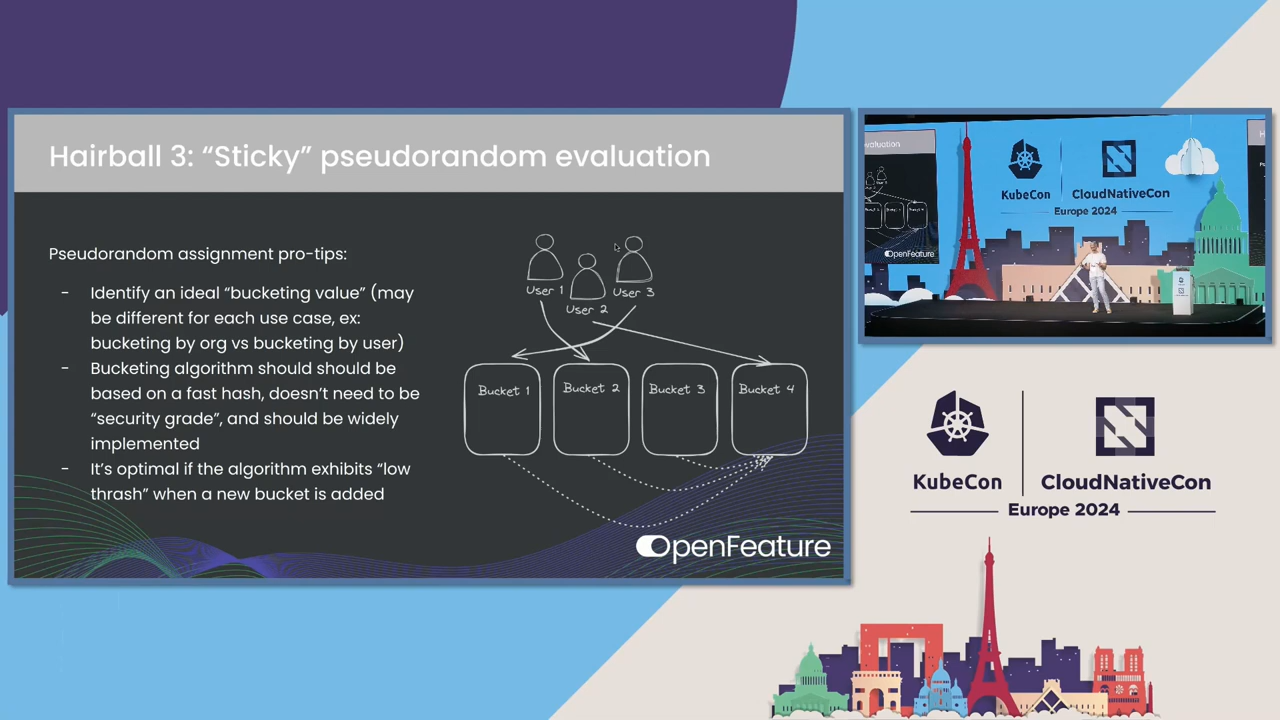 Hairball 3: “Sticky” pseudorandom evaluation
Pseudorandom assignment pro-tips:
- Identify an ideal “bucketing value” (may
be different for each use case, ex:
bucketing by org vs bucketing by user)
- Bucketing algorithm should should be
based on a fast hash, doesn’t need to be
“security grade”, and should be widely
implemented
- It’s optimal if the algorithm exhibits “low
thrash” when a new bucket is added
User 1
User 2
User 3
Bucket 1
Bucket 2
Bucket 3
Bucket 4
OpenFeature
evaluation
KubeCon
CloudNativeCon
Europe 2024
OpenFeature
KubeCon
CloudNativeCon
Europe 2024